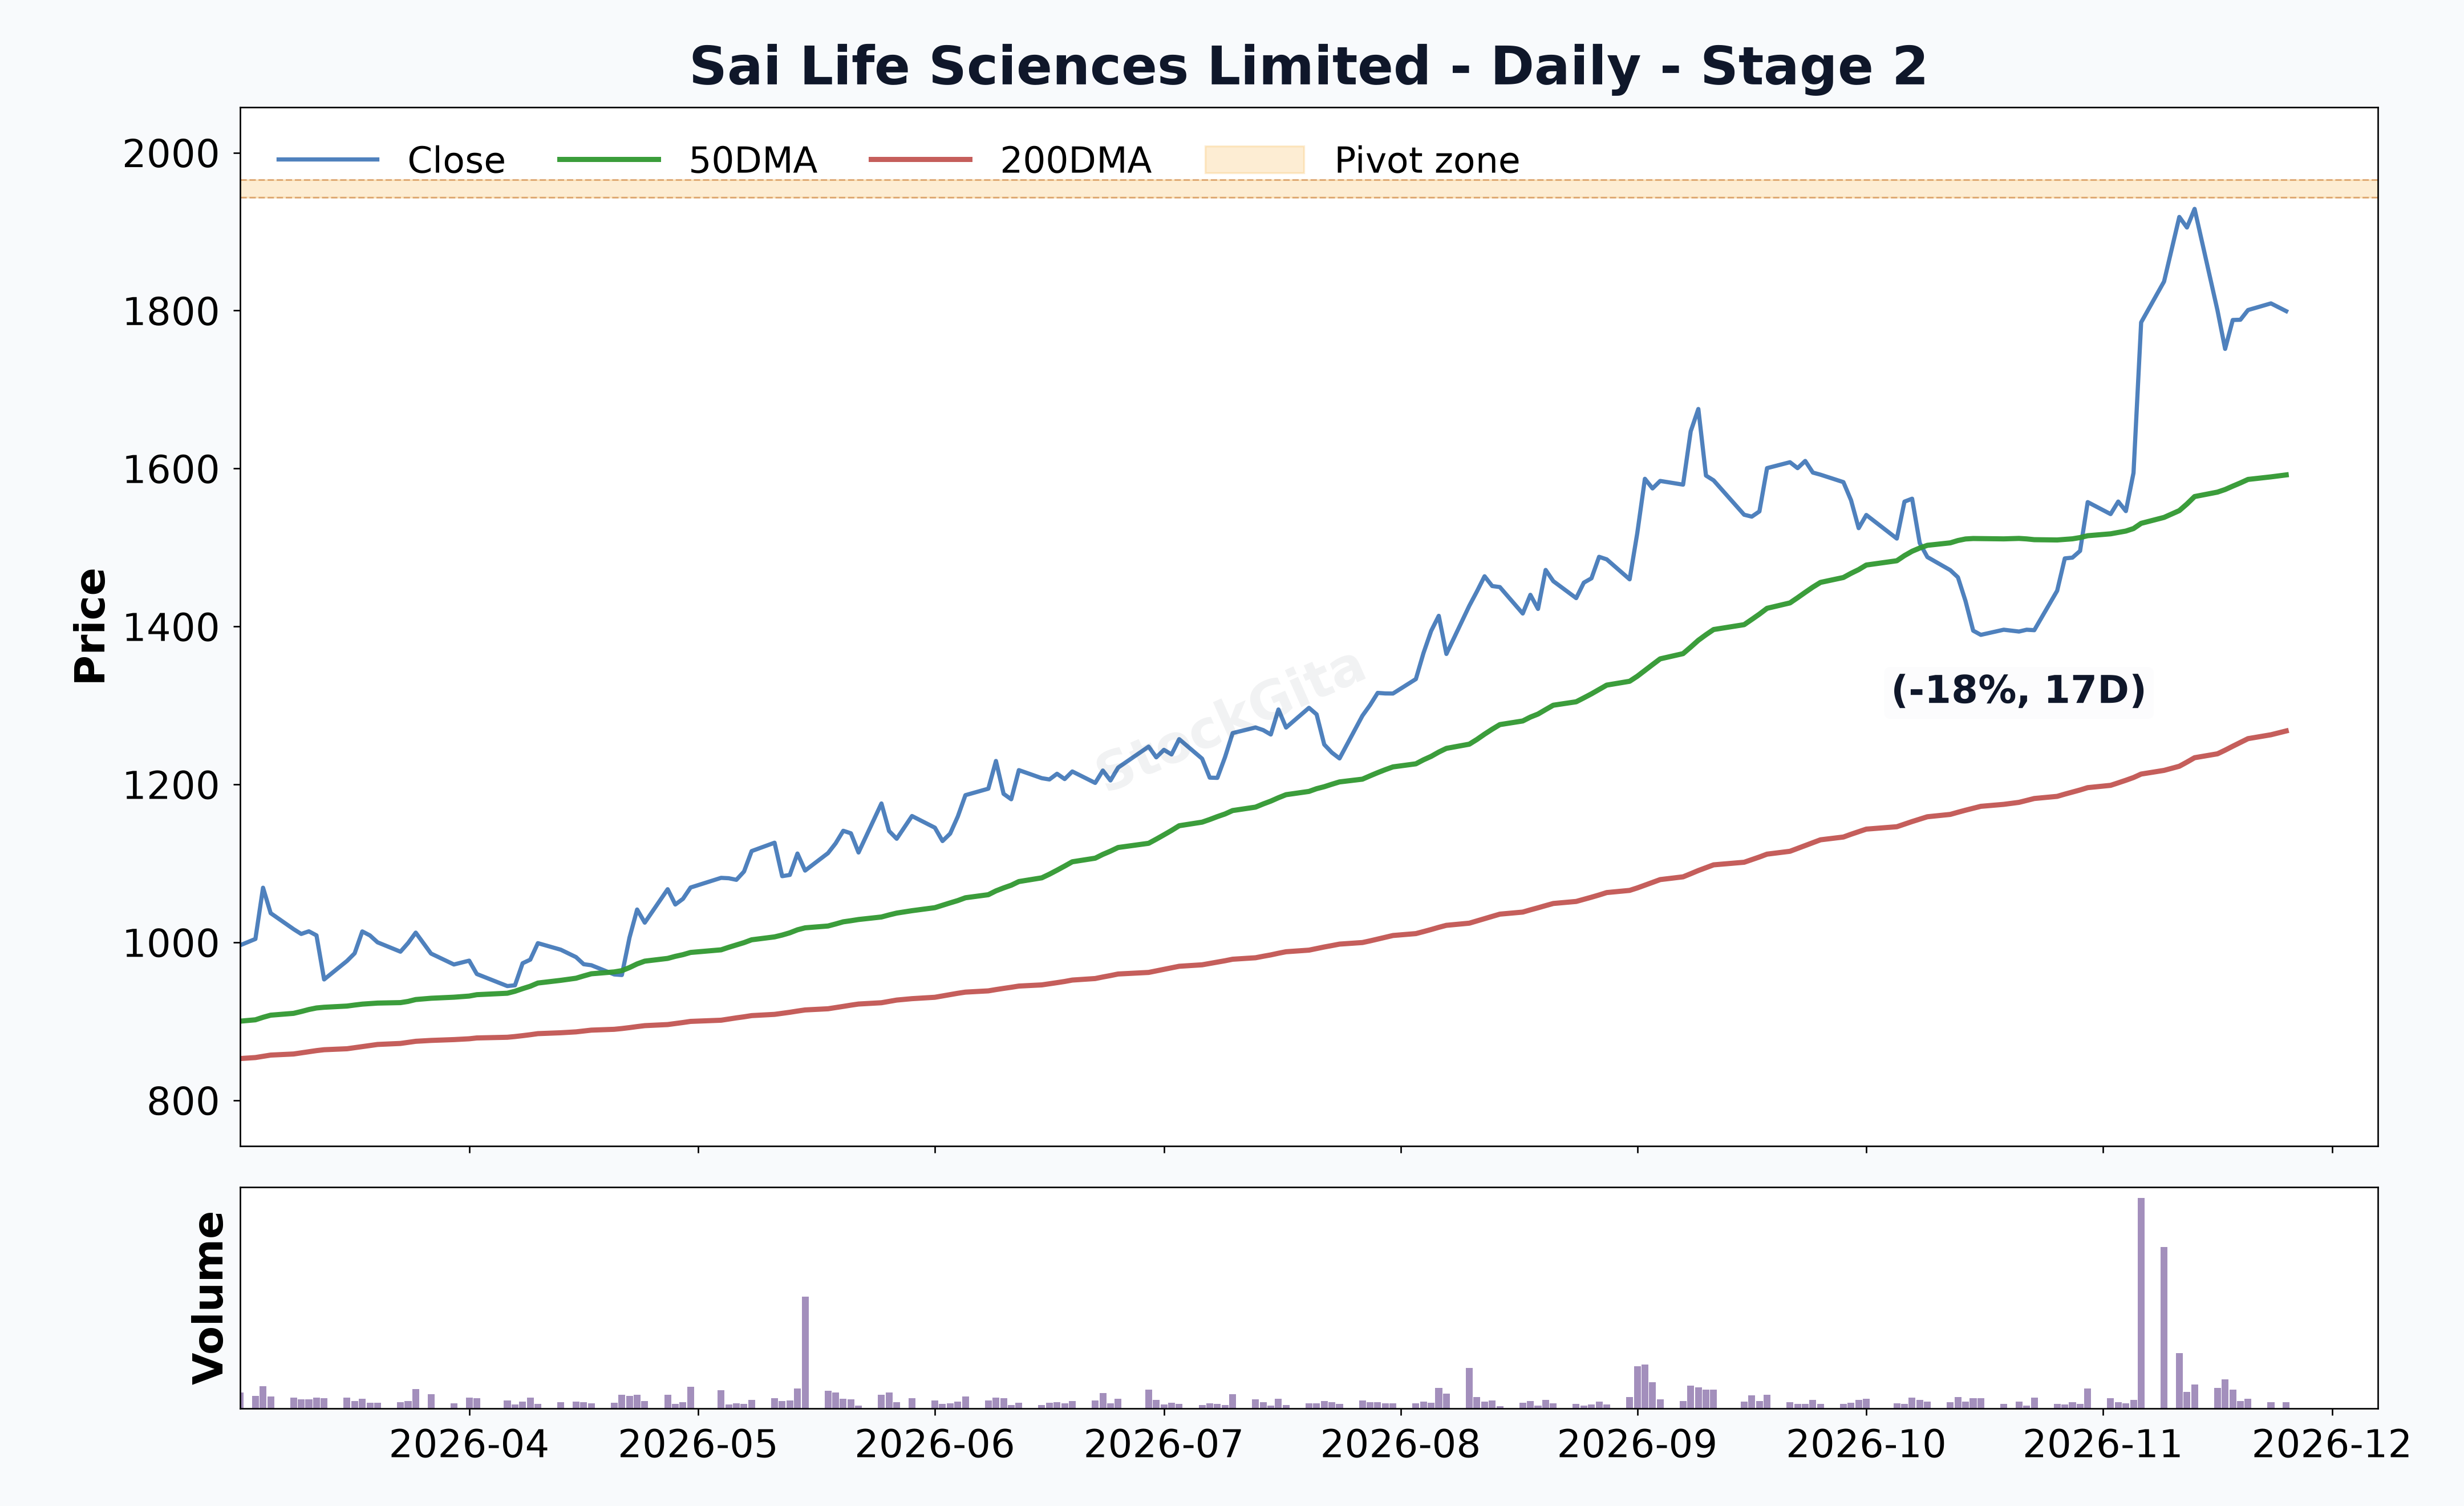 Sai Life Sciences Limited - Daily - Stage 2
Close 50DMA 200DMA Pivot zone
2000
1800
1600
1400
1200
1000
800
Price
StockGita
(-18%, 17D)
Volume
2026-04 2026-05 2026-06 2026-07 2026-08 2026-09 2026-10 2026-11 2026-12